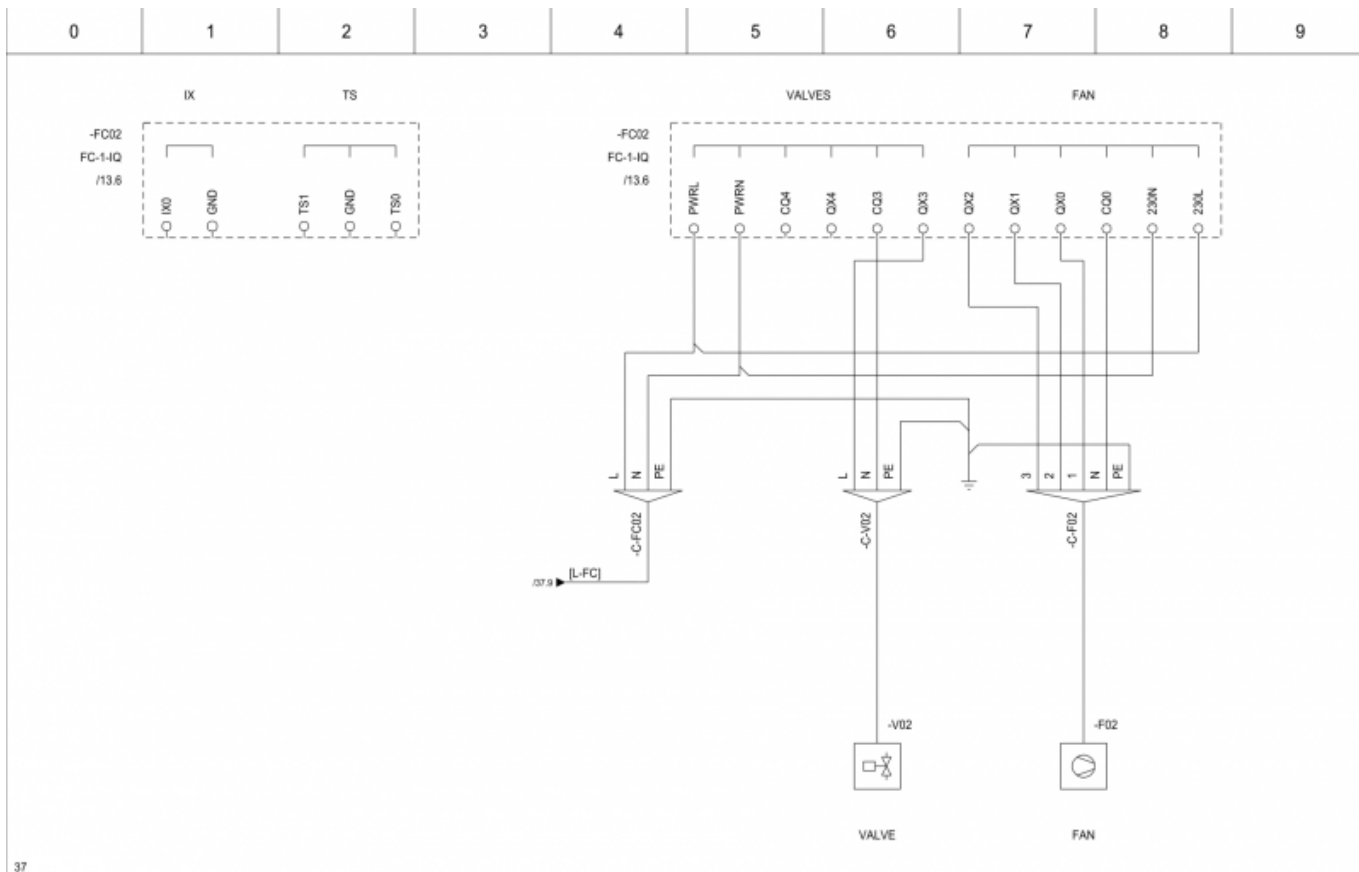 0 1 2 3 4 5 6 7 8 9
IX TS VALVES FAN
-FC02
FC-1-IQ
/13.6
IX0
GND
TS1
GND
TS0
-FC02
FC-1-IQ
/13.6
PWRL
PWRN
CQ4
QX4
CQ3
QX3
QX2
QX1
QX0
CQ0
230N
230L
L
N
PE
L
N
PE
3
2
1
N
PE
-C-FC02
-C-V02
-C-F02
/37.9
[L-FC]
-V02
-F02
VALVE
FAN
37